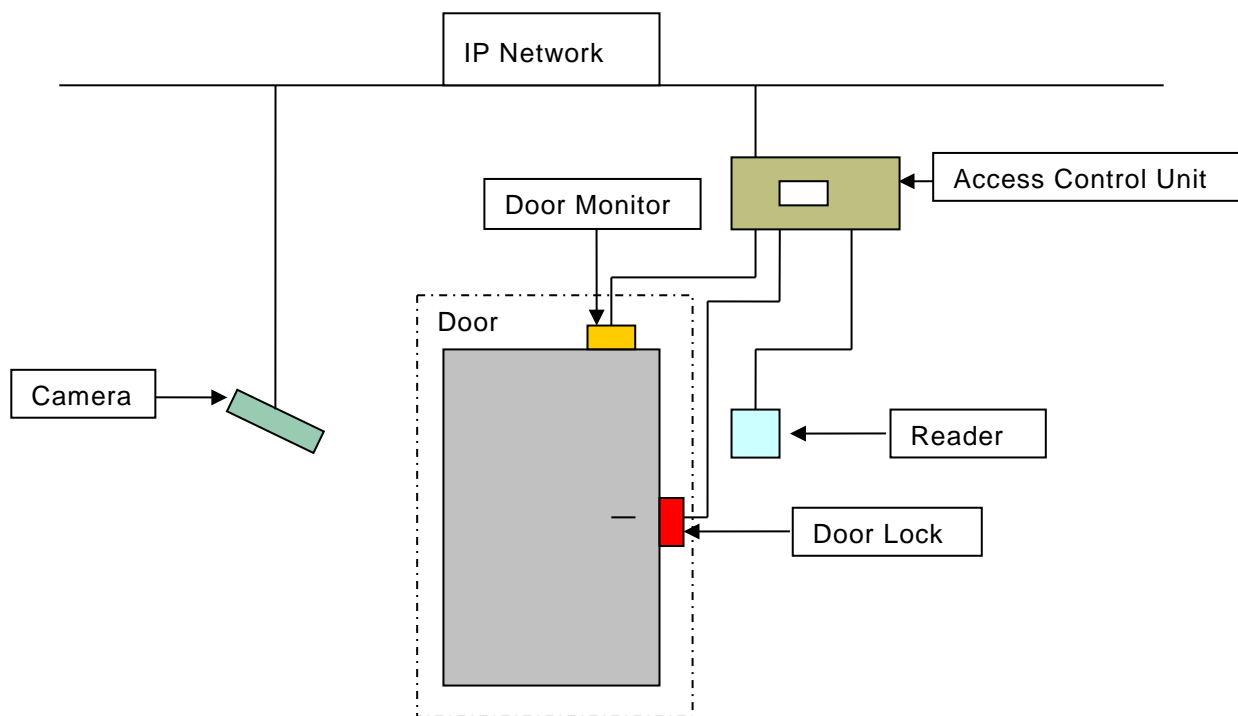 IP Network
Access Control Unit
Door Monitor
Door
Camera
Reader
Door Lock